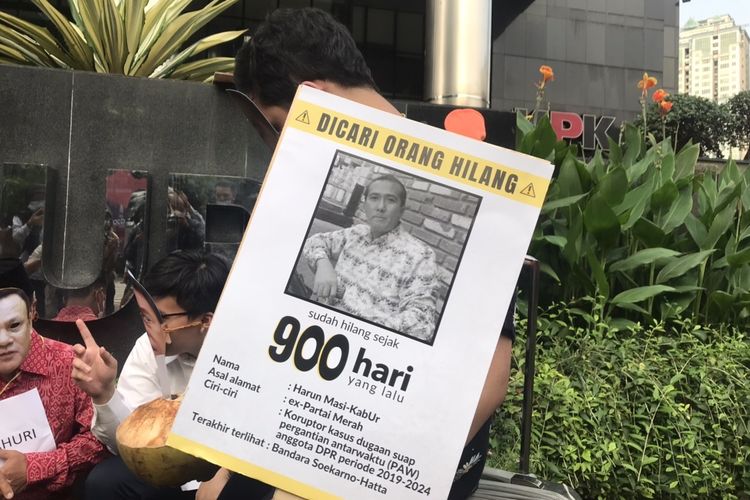 DICARI ORANG HILANG
sudah hilang sejak
900 hari
yang lalu
Nama : Harun Masi-KabUr
Asal alamat : ex-Partai Merah
Ciri-ciri : Koruptor kasus dugaan suap
pergantian antarwaktu (PAW)
anggota DPR periode 2019-2024
Terakhir terlihat : Bandara Soekarno-Hatta
KPK
HURI